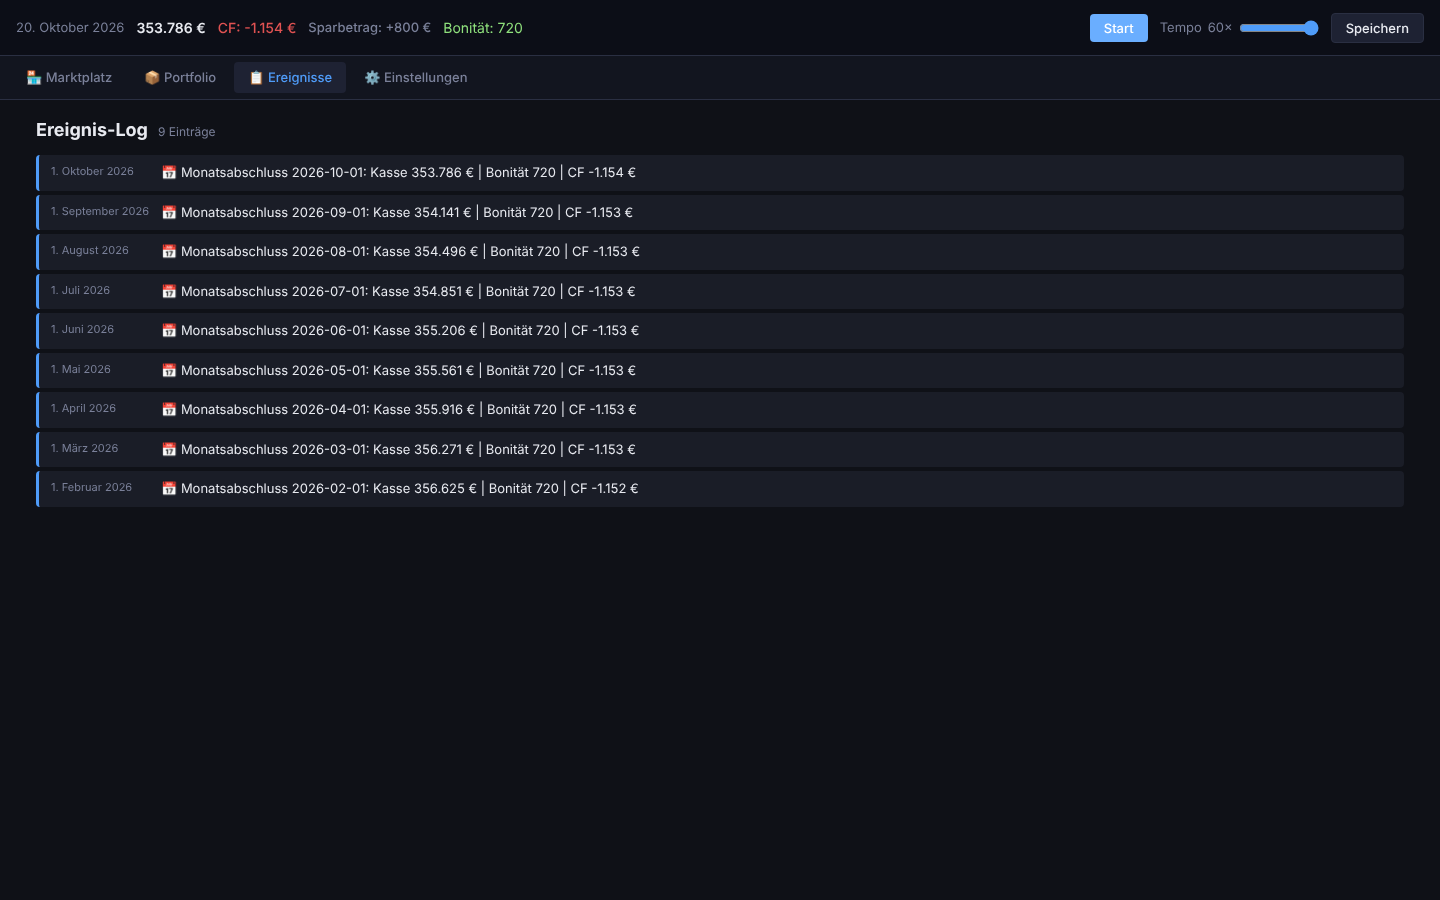 20. Oktober 2026 353.786 € CF: -1.154 € Sparbetrag: +800 € Bonität: 720 Start Tempo 60× Speichern
🏪 Marktplatz 📦 Portfolio 📋 Ereignisse ⚙️ Einstellungen
Ereignis-Log 9 Einträge
1. Oktober 2026 📅 Monatsabschluss 2026-10-01: Kasse 353.786 € | Bonität 720 | CF -1.154 €
1. September 2026 📅 Monatsabschluss 2026-09-01: Kasse 354.141 € | Bonität 720 | CF -1.153 €
1. August 2026 📅 Monatsabschluss 2026-08-01: Kasse 354.496 € | Bonität 720 | CF -1.153 €
1. Juli 2026 📅 Monatsabschluss 2026-07-01: Kasse 354.851 € | Bonität 720 | CF -1.153 €
1. Juni 2026 📅 Monatsabschluss 2026-06-01: Kasse 355.206 € | Bonität 720 | CF -1.153 €
1. Mai 2026 📅 Monatsabschluss 2026-05-01: Kasse 355.561 € | Bonität 720 | CF -1.153 €
1. April 2026 📅 Monatsabschluss 2026-04-01: Kasse 355.916 € | Bonität 720 | CF -1.153 €
1. März 2026 📅 Monatsabschluss 2026-03-01: Kasse 356.271 € | Bonität 720 | CF -1.153 €
1. Februar 2026 📅 Monatsabschluss 2026-02-01: Kasse 356.625 € | Bonität 720 | CF -1.152 €